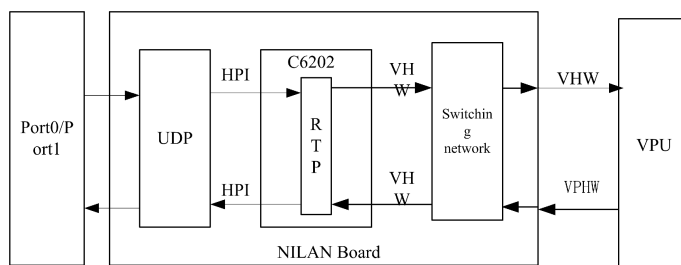 C6202
HPI
VH
W
VHW
Port0/P
ort1
UDP
R
T
P
Switchin
g
network
VPU
HPI
VH
W
VPHW
NILAN Board